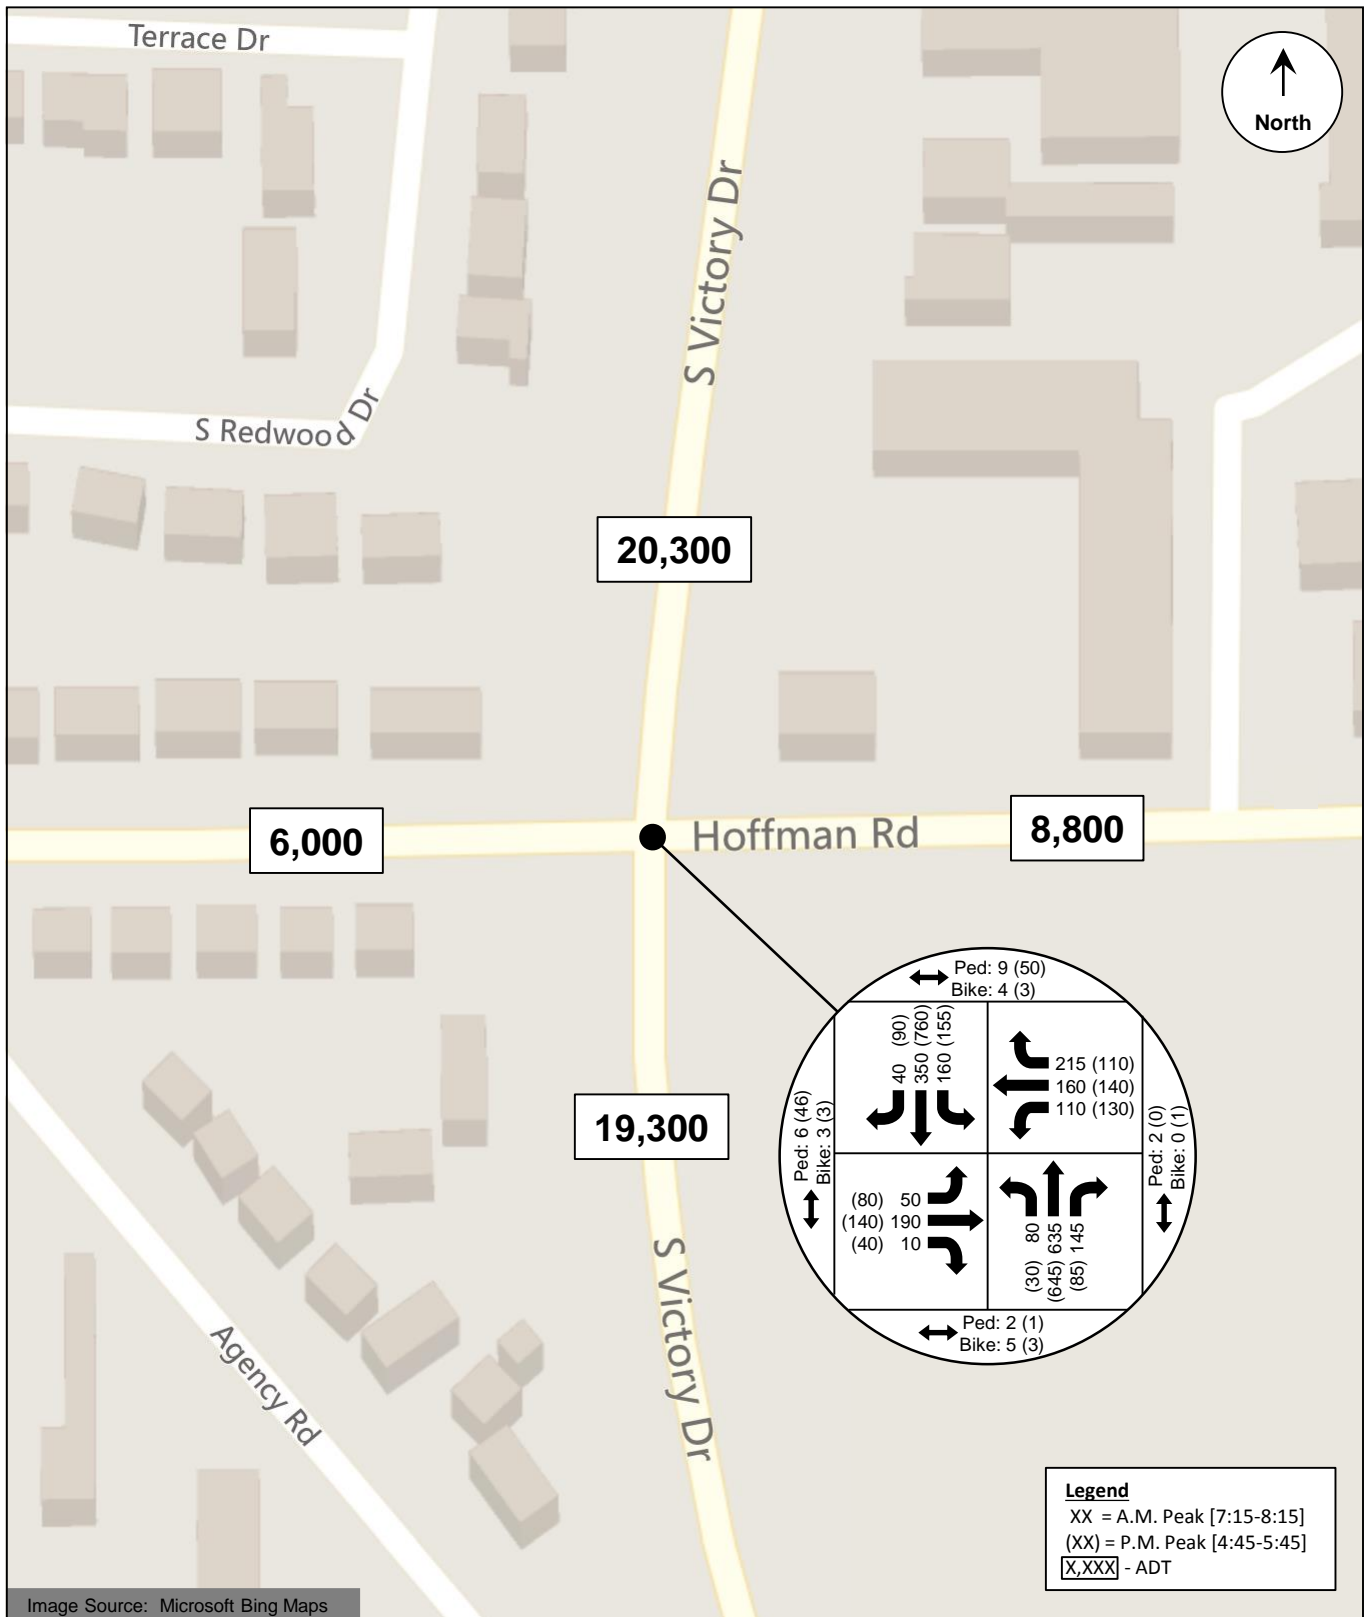 Terrace Dr
North
S Victory Dr
S Redwood Dr
20,300
6,000
Hoffman Rd
8,800
19,300
Ped: 9 (50)
Bike: 4 (3)
40 (90)
350 (760)
160 (155)
215 (110)
160 (140)
110 (130)
Ped: 6 (46)
Bike: 3 (3)
Ped: 2 (0)
Bike: 0 (1)
(80) 50
(140) 190
(40) 10
(30) 80
(645) 635
(85) 145
Ped: 2 (1)
Bike: 5 (3)
S Victory Dr
Agency Rd
Legend
XX = A.M. Peak [7:15-8:15]
(XX) = P.M. Peak [4:45-5:45]
X,XXX - ADT
Image Source: Microsoft Bing Maps